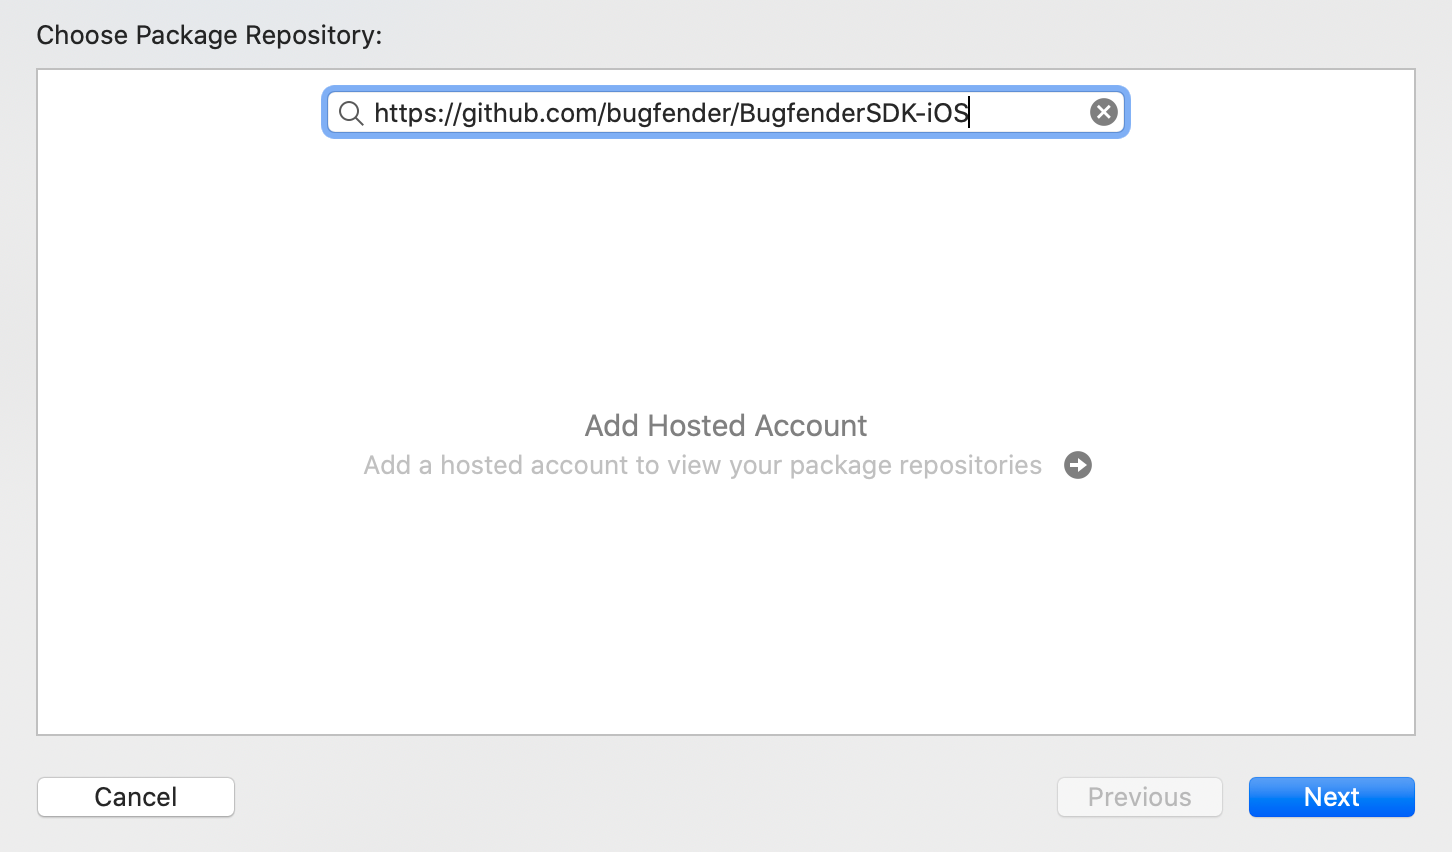 Choose Package Repository:
https://github.com/bugfender/BugfenderSDK-iOS
Add Hosted Account
Add a hosted account to view your package repositories
Cancel
Previous
Next